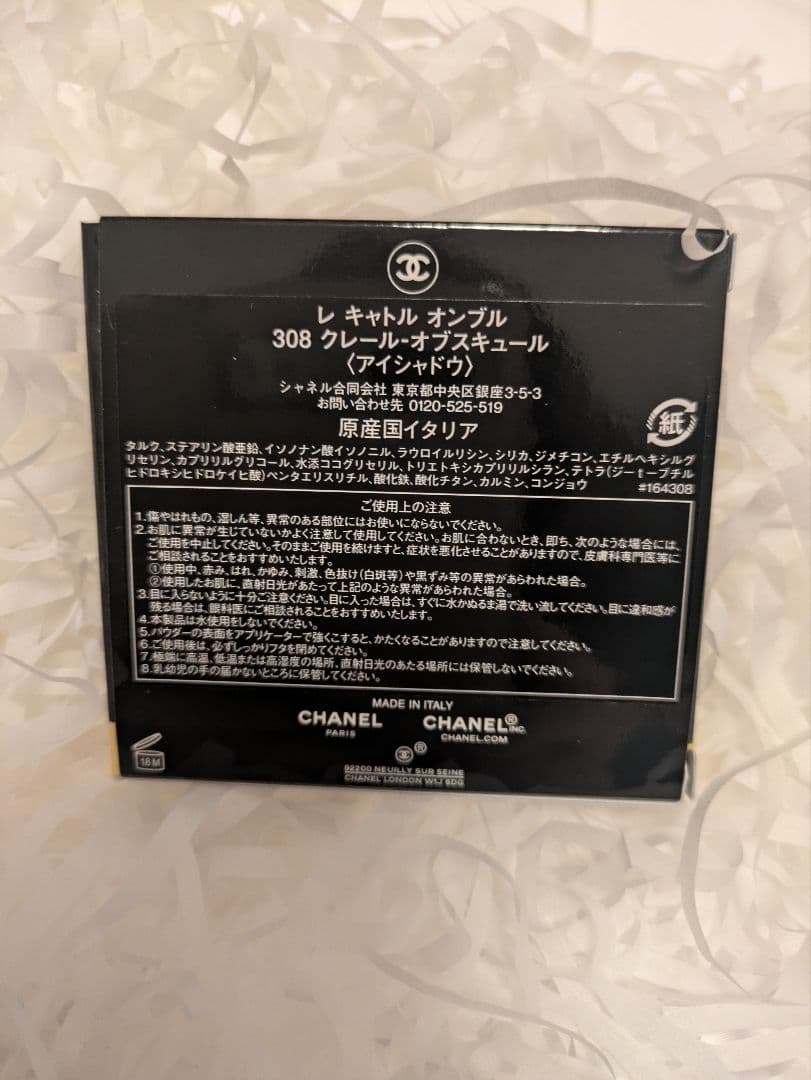 レ キャトル オンブル
308 クレール-オブスキュール
〈アイシャドウ〉
シャネル合同会社 東京都中央区銀座3-5-3
お問い合わせ先 0120-525-519
原産国イタリア
紙
タルク、ステアリン酸亜鉛、イソノナン酸イソノニル、ラウロイルリシン、シリカ、ジメチコン、エチルヘキシルグ
リセリン、カプリリルグリコール、水添ココグリセリル、トリエトキシカプリリルシラン、テトラ(ジーtーブチル
ヒドロキシヒドロケイヒ酸)ペンタエリスリチル、酸化鉄、酸化チタン、カルミン、コンジョウ
#164308
ご使用上の注意
1.傷やはれもの、湿しん等、異常のある部位にはお使いにならないでください。
2.お肌に異常が生じていないかよく注意して使用してください。お肌に合わないとき、即ち、次のような場合には、
ご使用を中止してください。そのままご使用を続けますと、症状を悪化させることがありますので、皮膚科専門医等に
ご相談されることをおすすめいたします。
①使用中、赤み、はれ、かゆみ、刺激、色抜け(白斑等)や黒ずみ等の異常があらわれた場合。
②使用したお肌に、直射日光があたって上記のような異常があらわれた場合。
3.目に入らないように十分ご注意ください。目に入った場合は、すぐに水かぬるま湯で洗い流してください。目に違和感が
残る場合は、眼科医にご相談されることをおすすめいたします。
4.本製品は水使用をしないでください。
5.パウダーの表面をアプリケーターで強くこすると、かたくなることがありますので注意してください。
6.ご使用後は、必ずしっかりフタを閉めてください。
7.極端に高温、低温または高湿度の場所、直射日光のあたる場所には保管しないでください。
8.乳幼児の手の届かないところに保管してください。
MADE IN ITALY
CHANEL
PARIS
CHANEL® INC.
CHANEL.COM
®
18 M
92200 NEUILLY SUR SEINE
CHANEL LONDON W1J 6DG